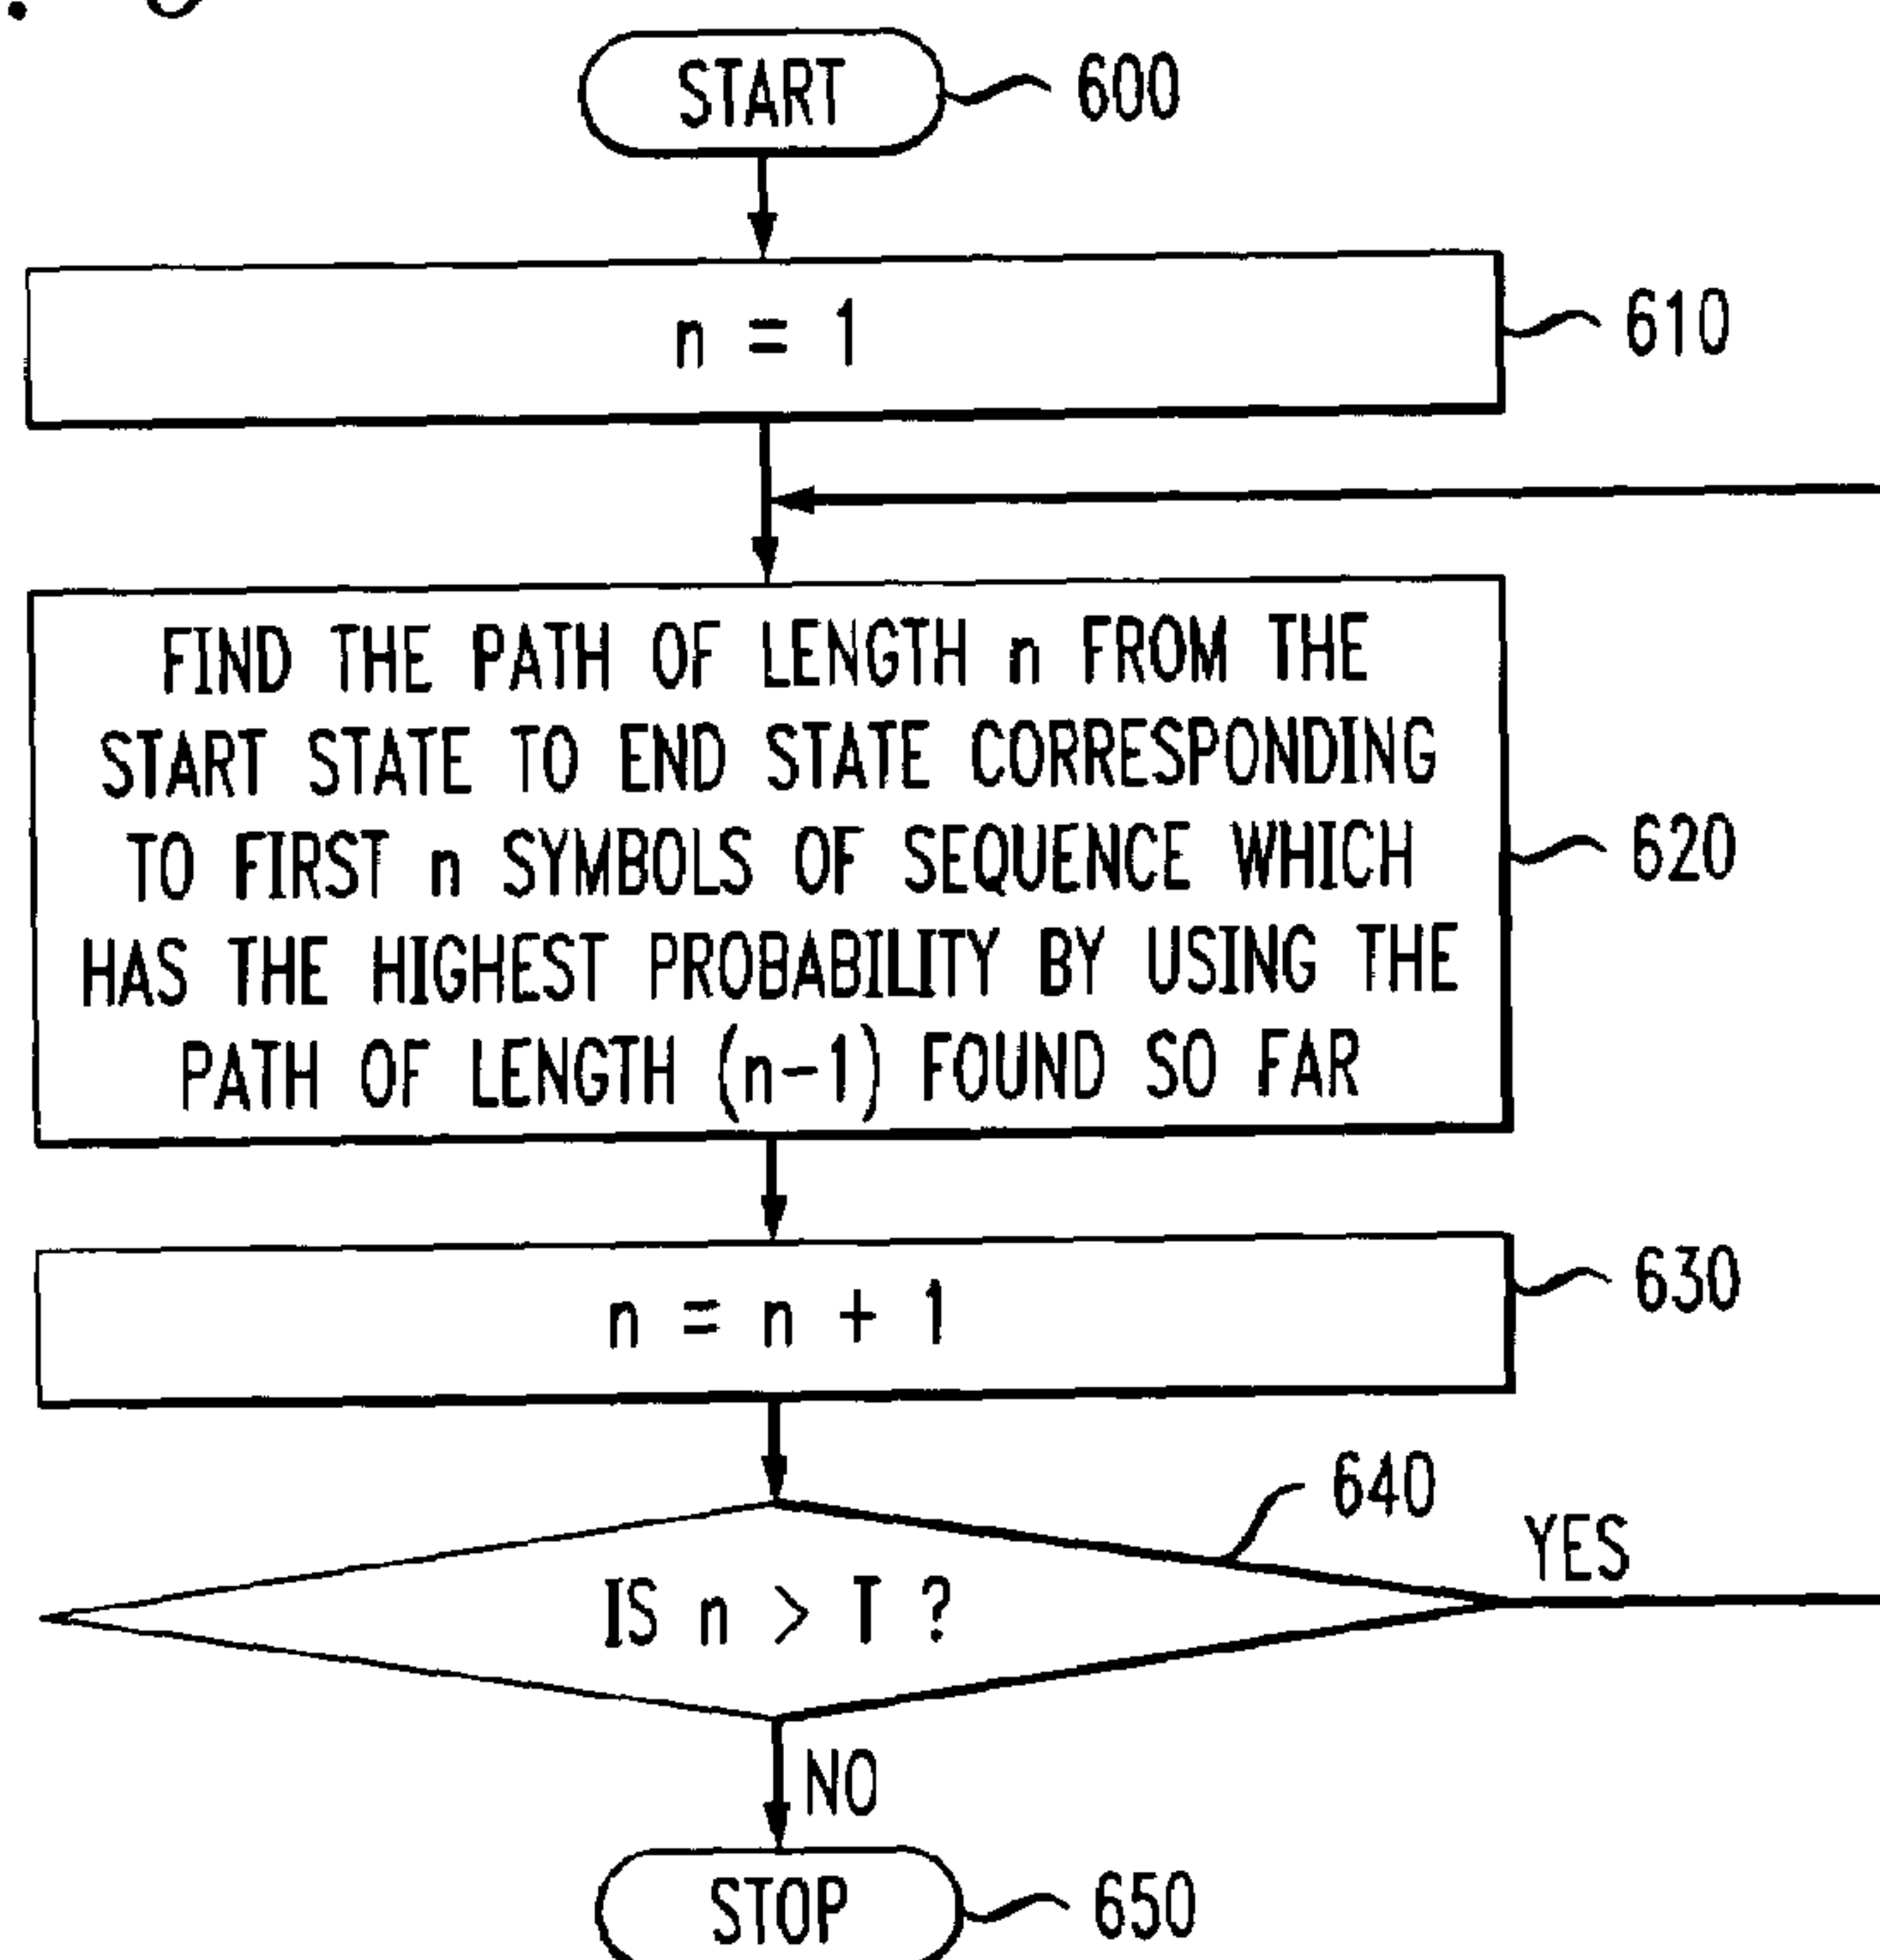 START 600
n = 1 610
FIND THE PATH OF LENGTH n FROM THE
START STATE TO END STATE CORRESPONDING
TO FIRST n SYMBOLS OF SEQUENCE WHICH
HAS THE HIGHEST PROBABILITY BY USING THE
PATH OF LENGTH (n-1) FOUND SO FAR
620
n = n + 1 630
640
IS n > T ?
YES
NO
STOP 650